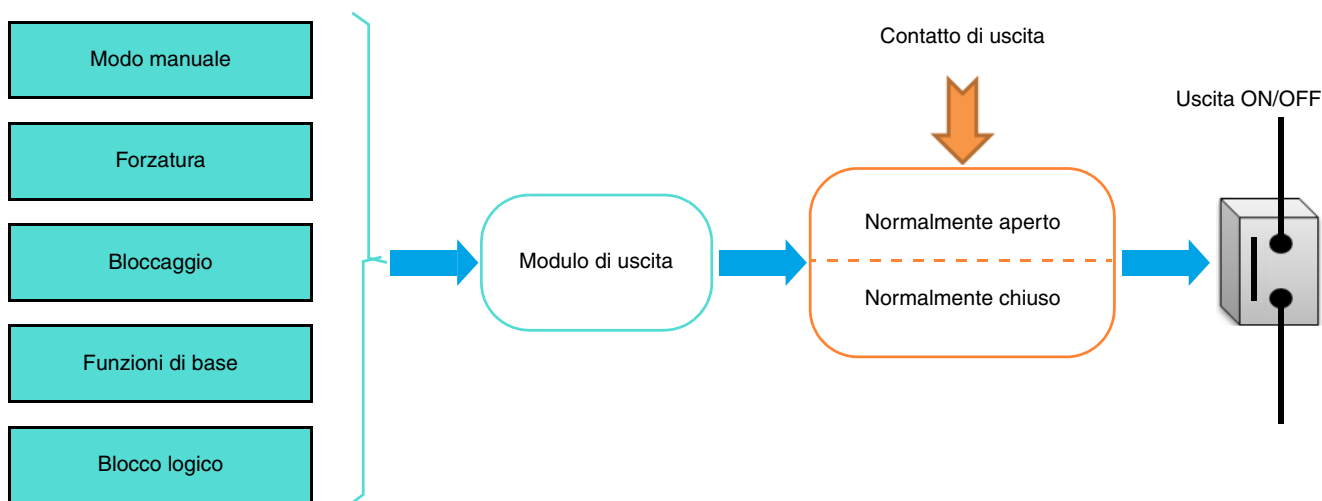 Modo manuale
Forzatura
Bloccaggio
Funzioni di base
Blocco logico
Modulo di uscita
Contatto di uscita
Normalmente aperto
Normalmente chiuso
Uscita ON/OFF